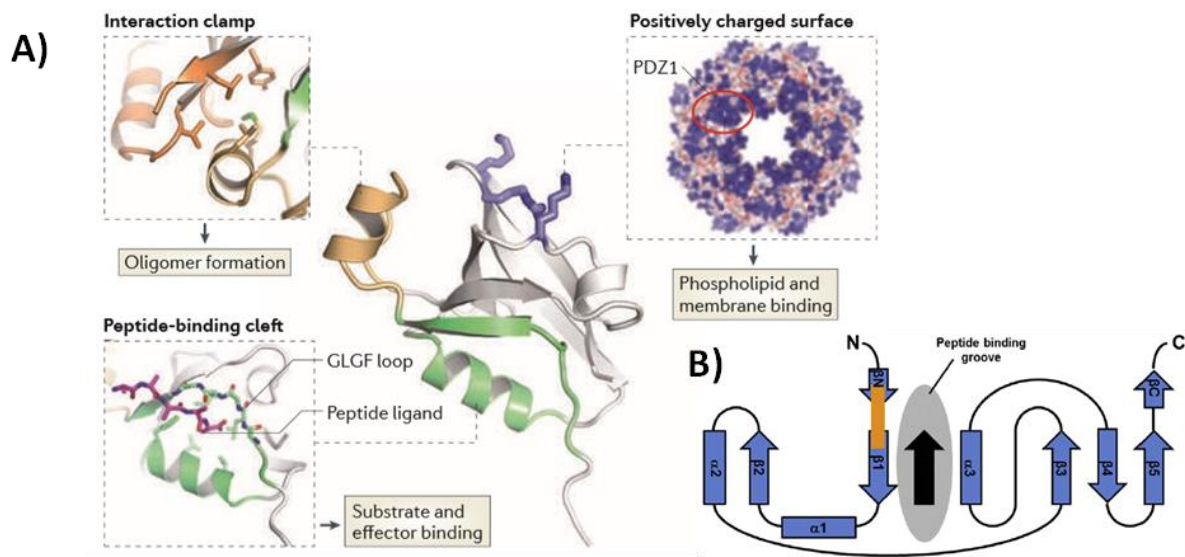 A)
Interaction clamp
Oligomer formation
Positively charged surface
PDZ1
Phospholipid and
membrane binding
Peptide-binding cleft
GLGF loop
Peptide ligand
Substrate and
effector binding
B)
N
Peptide binding
groove
C
βN
βC
α2
β2
β1
α3
β3
β4
β5
α1